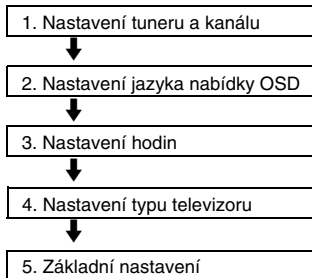 1. Nastavení tuneru a kanálu
2. Nastavení jazyka nabídky OSD
3. Nastavení hodin
4. Nastavení typu televizoru
5. Základní nastavení